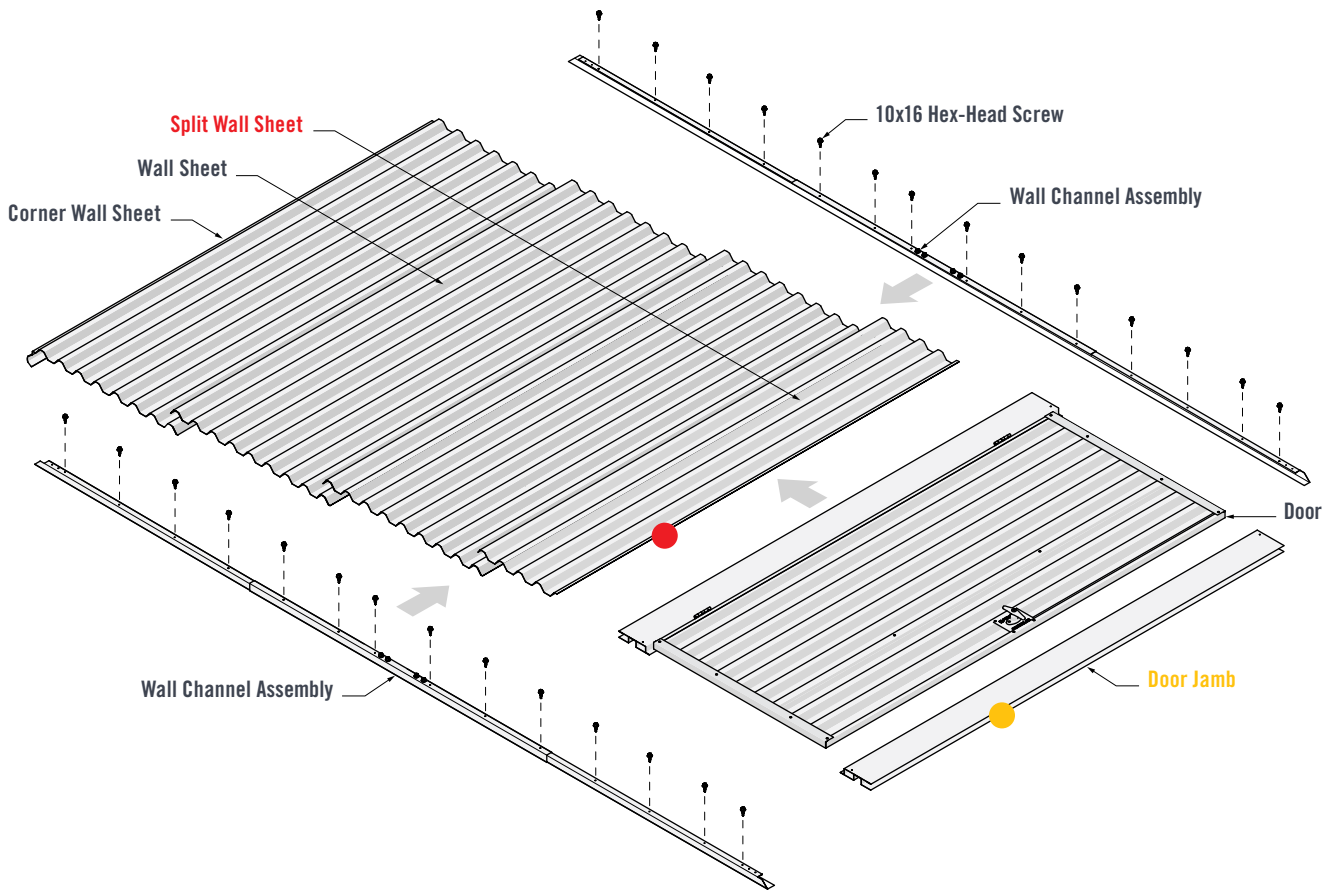 10x16 Hex-Head Screw
Split Wall Sheet
Wall Sheet
Wall Channel Assembly
Corner Wall Sheet
Door
Door Jamb
Wall Channel Assembly